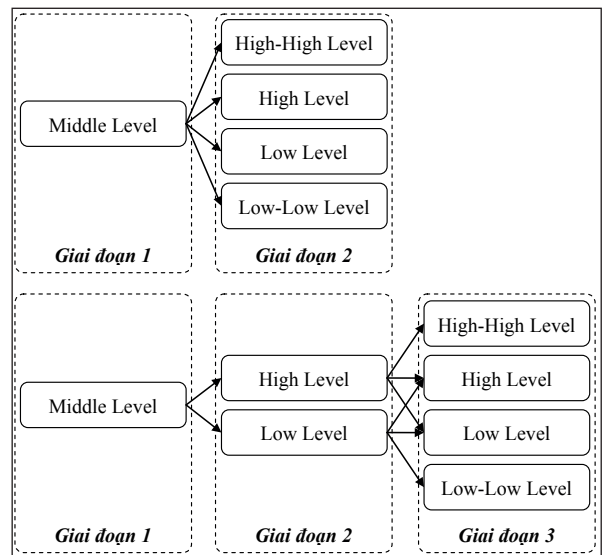 High-High Level
High Level
Middle Level
Low Level
Low-Low Level
Giai đoạn 1
Giai đoạn 2
High-High Level
High Level
High Level
Middle Level
Low Level
Low Level
Low-Low Level
Giai đoạn 1
Giai đoạn 2
Giai đoạn 3